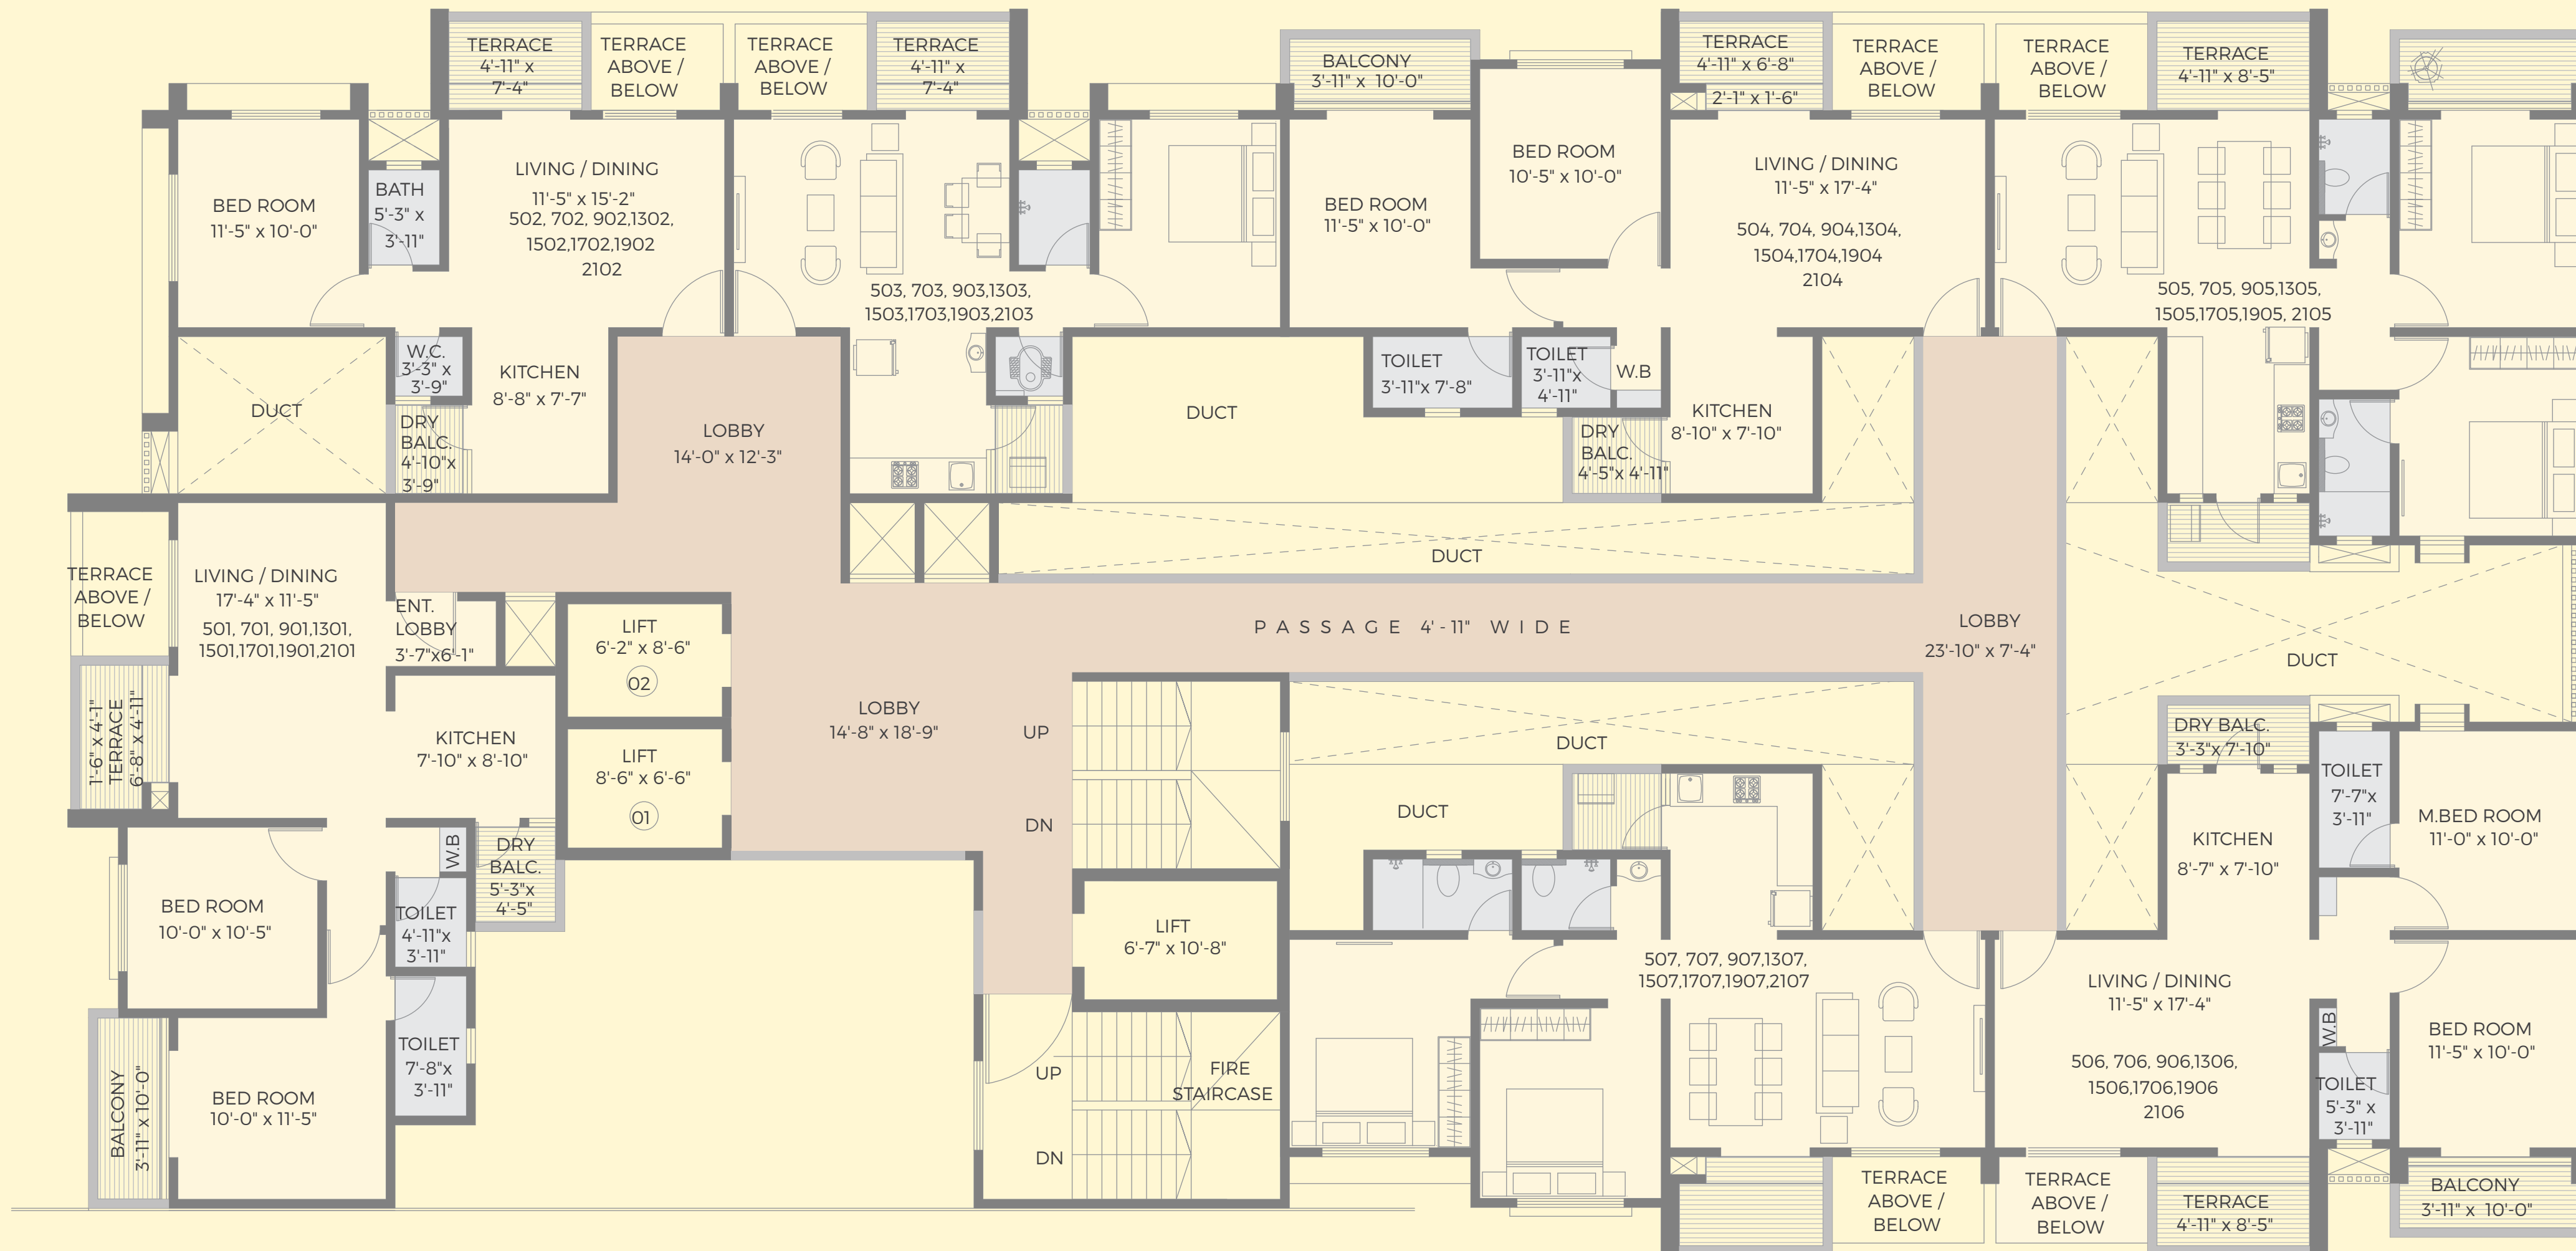 TERRACE
4'-11" x
7'-4"
TERRACE
ABOVE /
BELOW
TERRACE
ABOVE /
BELOW
TERRACE
4'-11" x
7'-4"
BALCONY
3'-11" x 10'-0"
TERRACE
4'-11" x 6'-8"
2'-1" x 1'-6"
TERRACE
ABOVE /
BELOW
TERRACE
ABOVE /
BELOW
TERRACE
4'-11" x 8'-5"
BED ROOM
11'-5" x 10'-0"
BATH
5'-3" x
3'-11"
LIVING / DINING
11'-5" x 15'-2"
502, 702, 902,1302,
1502,1702,1902
2102
503, 703, 903,1303,
1503,1703,1903,2103
BED ROOM
11'-5" x 10'-0"
BED ROOM
10'-5" x 10'-0"
LIVING / DINING
11'-5" x 17'-4"
504, 704, 904,1304,
1504,1704,1904
2104
505, 705, 905,1305,
1505,1705,1905, 2105
DUCT
W.C.
3'-3" x
3'-9"
DRY
BALC.
4'-10"x
3'-9"
KITCHEN
8'-8" x 7'-7"
LOBBY
14'-0" x 12'-3"
DUCT
TOILET
3'-11"x 7'-8"
TOILET
3'-11"x
4'-11"
W.B
DRY
BALC.
4'-5"x 4'-11"
KITCHEN
8'-10" x 7'-10"
DUCT
TERRACE
ABOVE /
BELOW
LIVING / DINING
17'-4" x 11'-5"
501, 701, 901,1301,
1501,1701,1901,2101
ENT.
LOBBY
3'-7"x6'-1"
LIFT
6'-2" x 8'-6"
02
PASSAGE 4'-11" WIDE
LOBBY
23'-10" x 7'-4"
DUCT
1'-6" x 4'-1"
TERRACE
6'-8" x 4'-11"
KITCHEN
7'-10" x 8'-10"
LIFT
8'-6" x 6'-6"
01
LOBBY
14'-8" x 18'-9"
UP
DN
DUCT
DUCT
DRY BALC.
3'-3"x 7'-10"
TOILET
7'-7"x
3'-11"
M.BED ROOM
11'-0" x 10'-0"
KITCHEN
8'-7" x 7'-10"
BED ROOM
10'-0" x 10'-5"
W.B
DRY
BALC.
5'-3"x
4'-5"
TOILET
4'-11"x
3'-11"
LIFT
6'-7" x 10'-8"
507, 707, 907,1307,
1507,1707,1907,2107
LIVING / DINING
11'-5" x 17'-4"
506, 706, 906,1306,
1506,1706,1906
2106
W.B
BED ROOM
11'-5" x 10'-0"
TOILET
5'-3" x
3'-11"
BALCONY
3'-11" x 10'-0"
BED ROOM
10'-0" x 11'-5"
TOILET
7'-8"x
3'-11"
UP
FIRE
STAIRCASE
DN
TERRACE
ABOVE /
BELOW
TERRACE
ABOVE /
BELOW
TERRACE
4'-11" x 8'-5"
BALCONY
3'-11" x 10'-0"